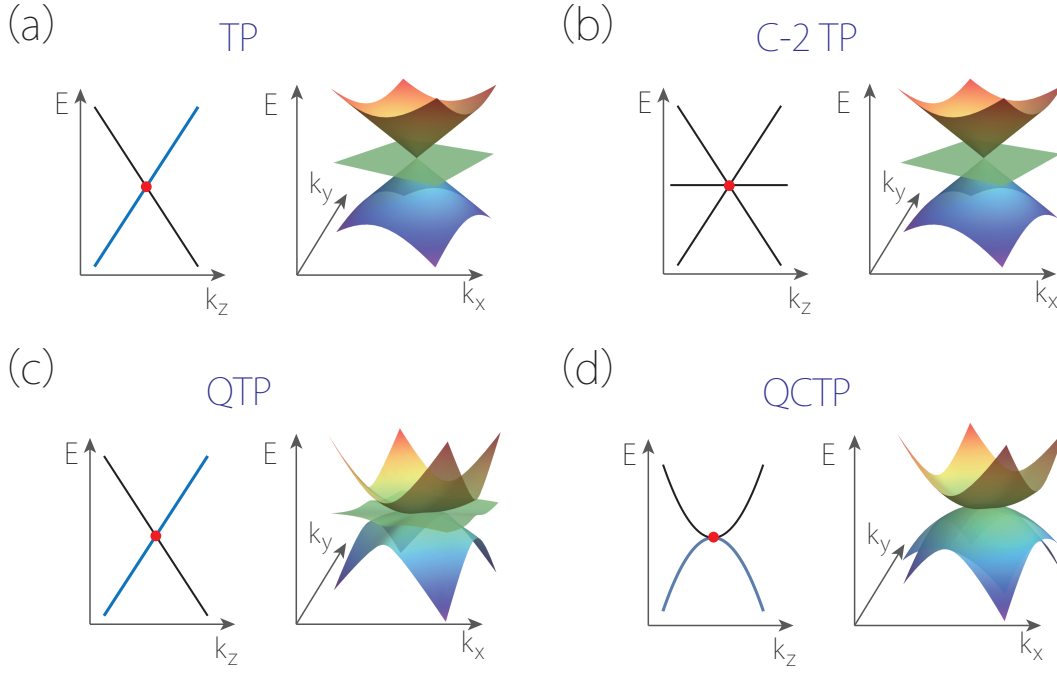 (a)
TP
E
k_z
E
k_y
k_x
(b)
C-2 TP
E
k_z
E
k_y
k_x
(c)
QTP
E
k_z
E
k_y
k_x
(d)
QCTP
E
k_z
E
k_y
k_x